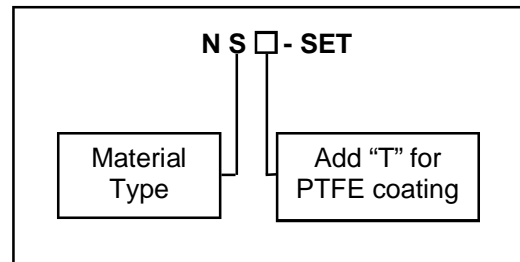 N S □ - SET
Material
Type
Add “T” for
PTFE coating